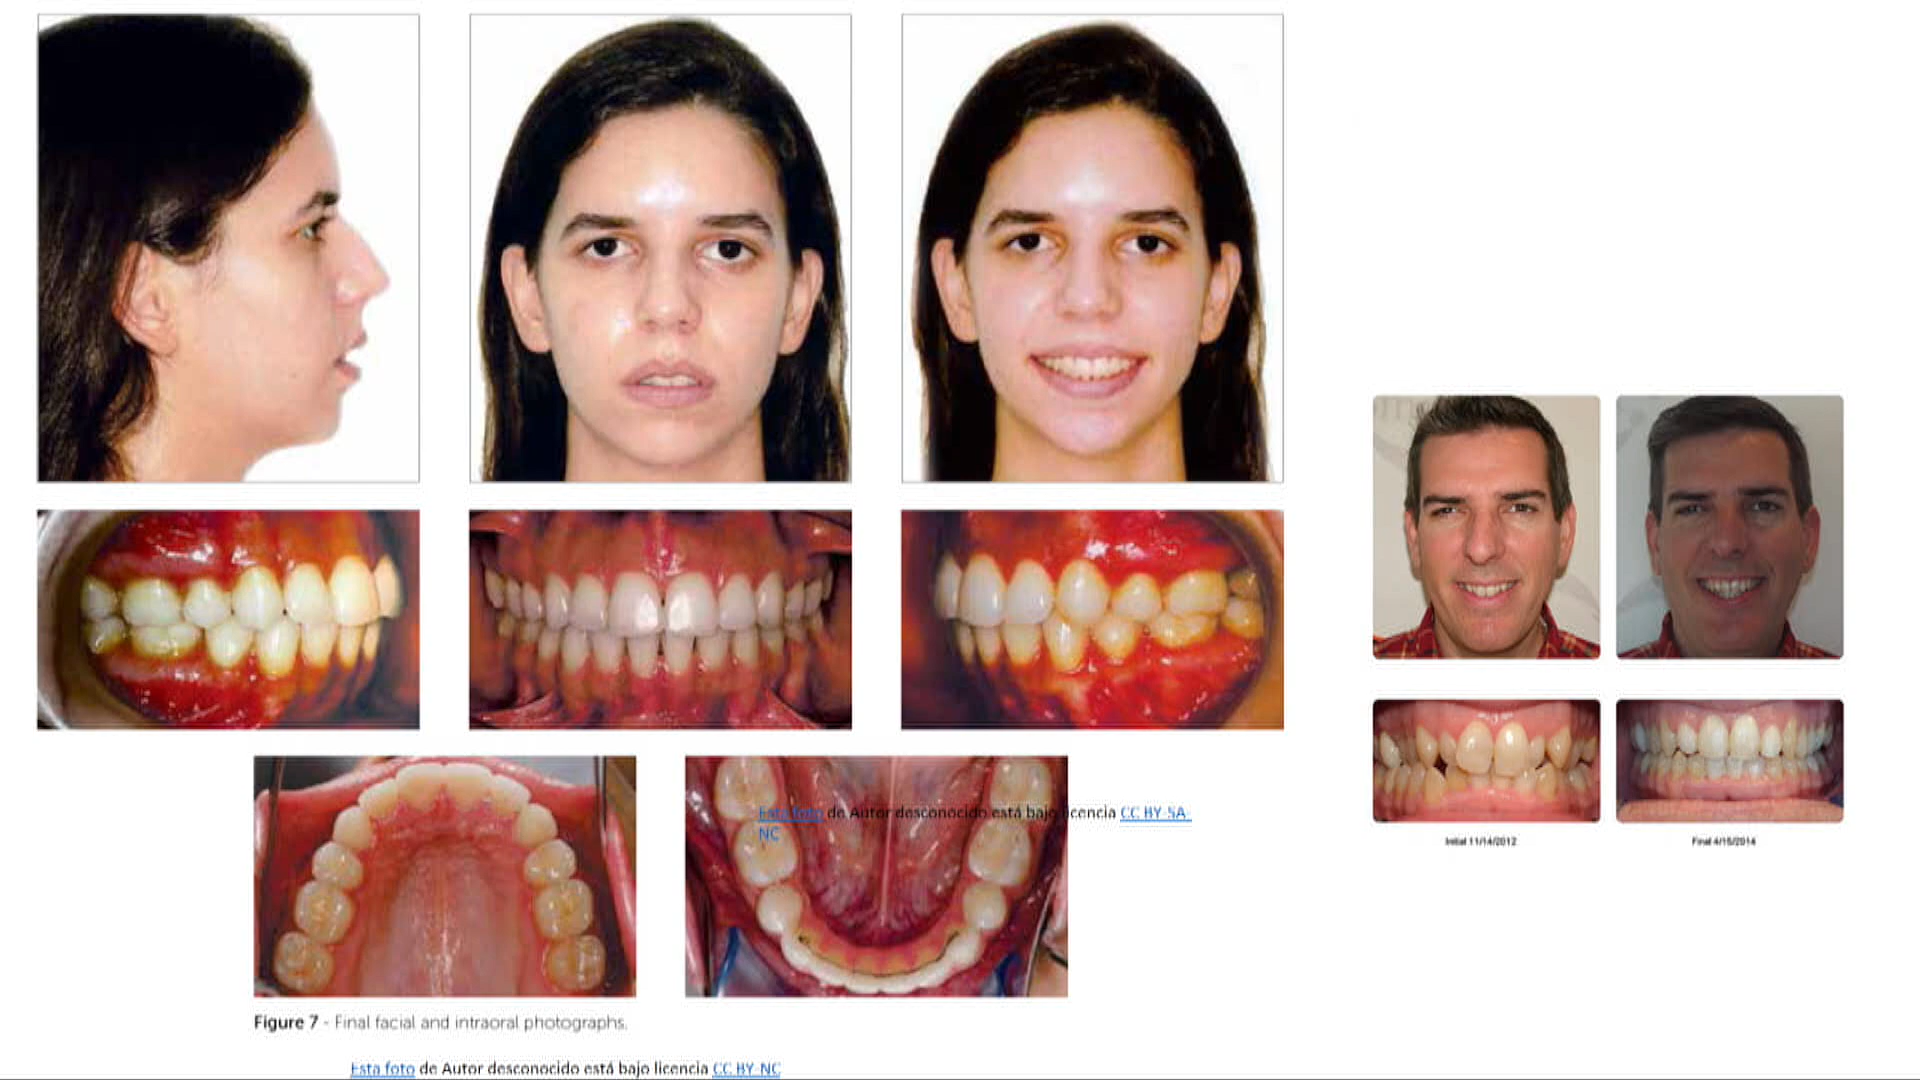 Esta foto de Autor desconocido está bajo licencia CC BY-SA-
NC
Initial 11/14/2012
Final 4/15/2014
Figure 7 - Final facial and intraoral photographs.
Esta foto de Autor desconocido está bajo licencia CC BY-NC